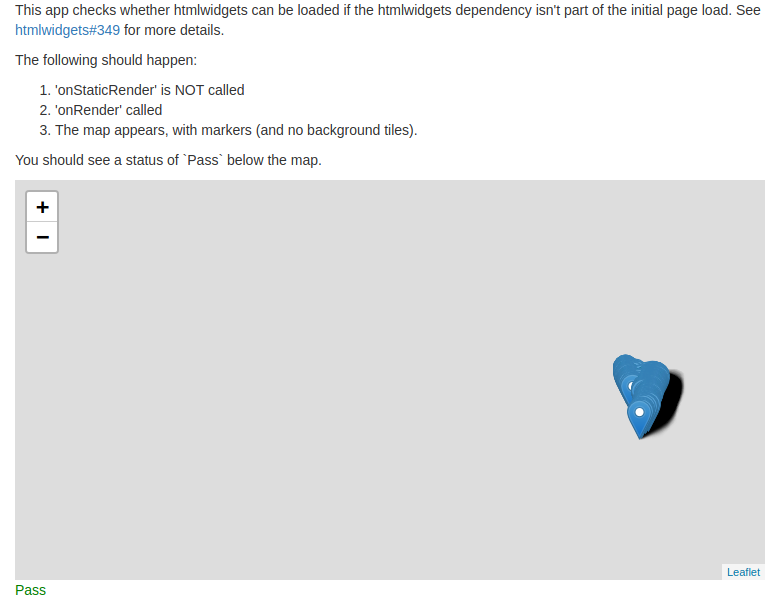 This app checks whether htmlwidgets can be loaded if the htmlwidgets dependency isn't part of the initial page load. See
htmlwidgets#349 for more details.
The following should happen:
1. 'onStaticRender' is NOT called
2. 'onRender' called
3. The map appears, with markers (and no background tiles).
You should see a status of `Pass` below the map.
+
−
Leaflet
Pass